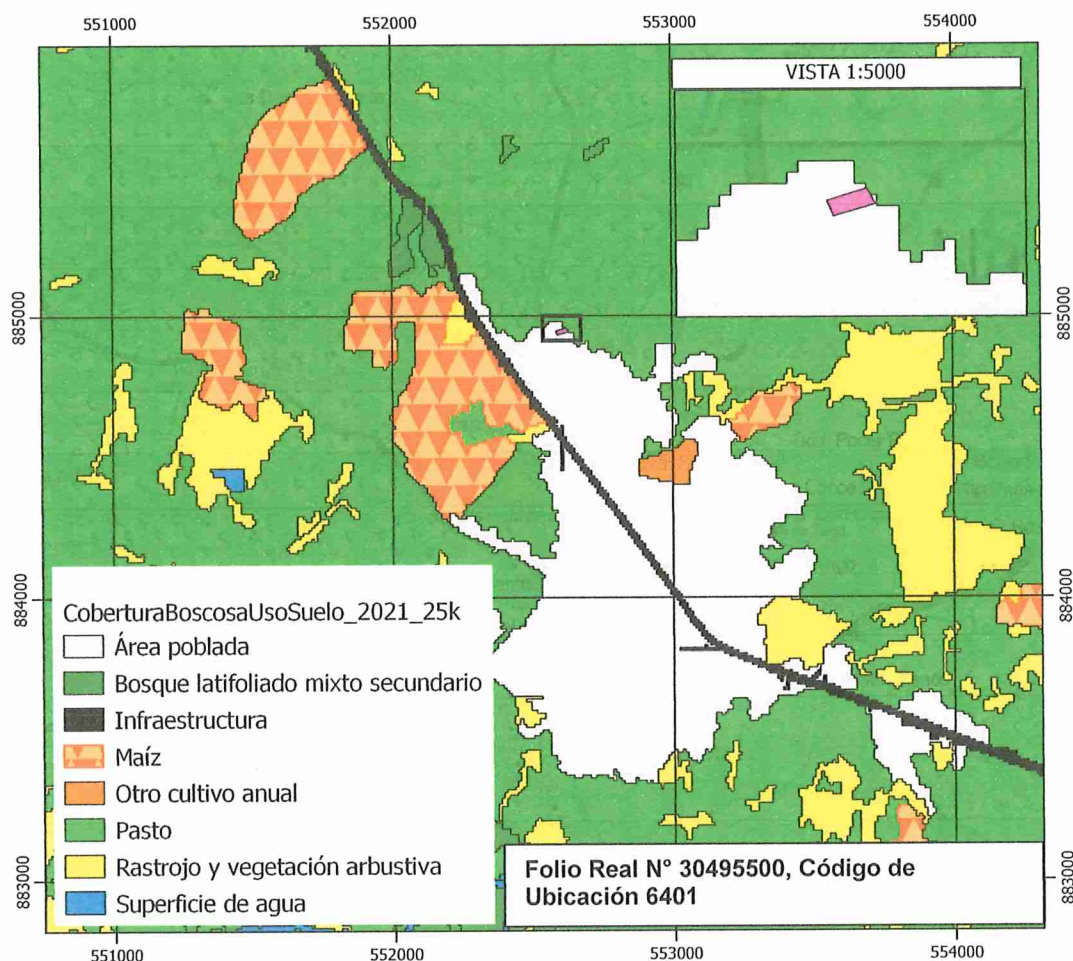 551000
552000
553000
554000
VISTA 1:5000
885000
885000
884000
884000
CoberturaBoscosaUsoSuelo_2021_25k
Área poblada
Bosque latifoliado mixto secundario
Infraestructura
Maíz
Otro cultivo anual
Pasto
Rastrojo y vegetación arbustiva
Superficie de agua
Folio Real N° 30495500, Código de
Ubicación 6401
883000
883000
551000
552000
553000
554000